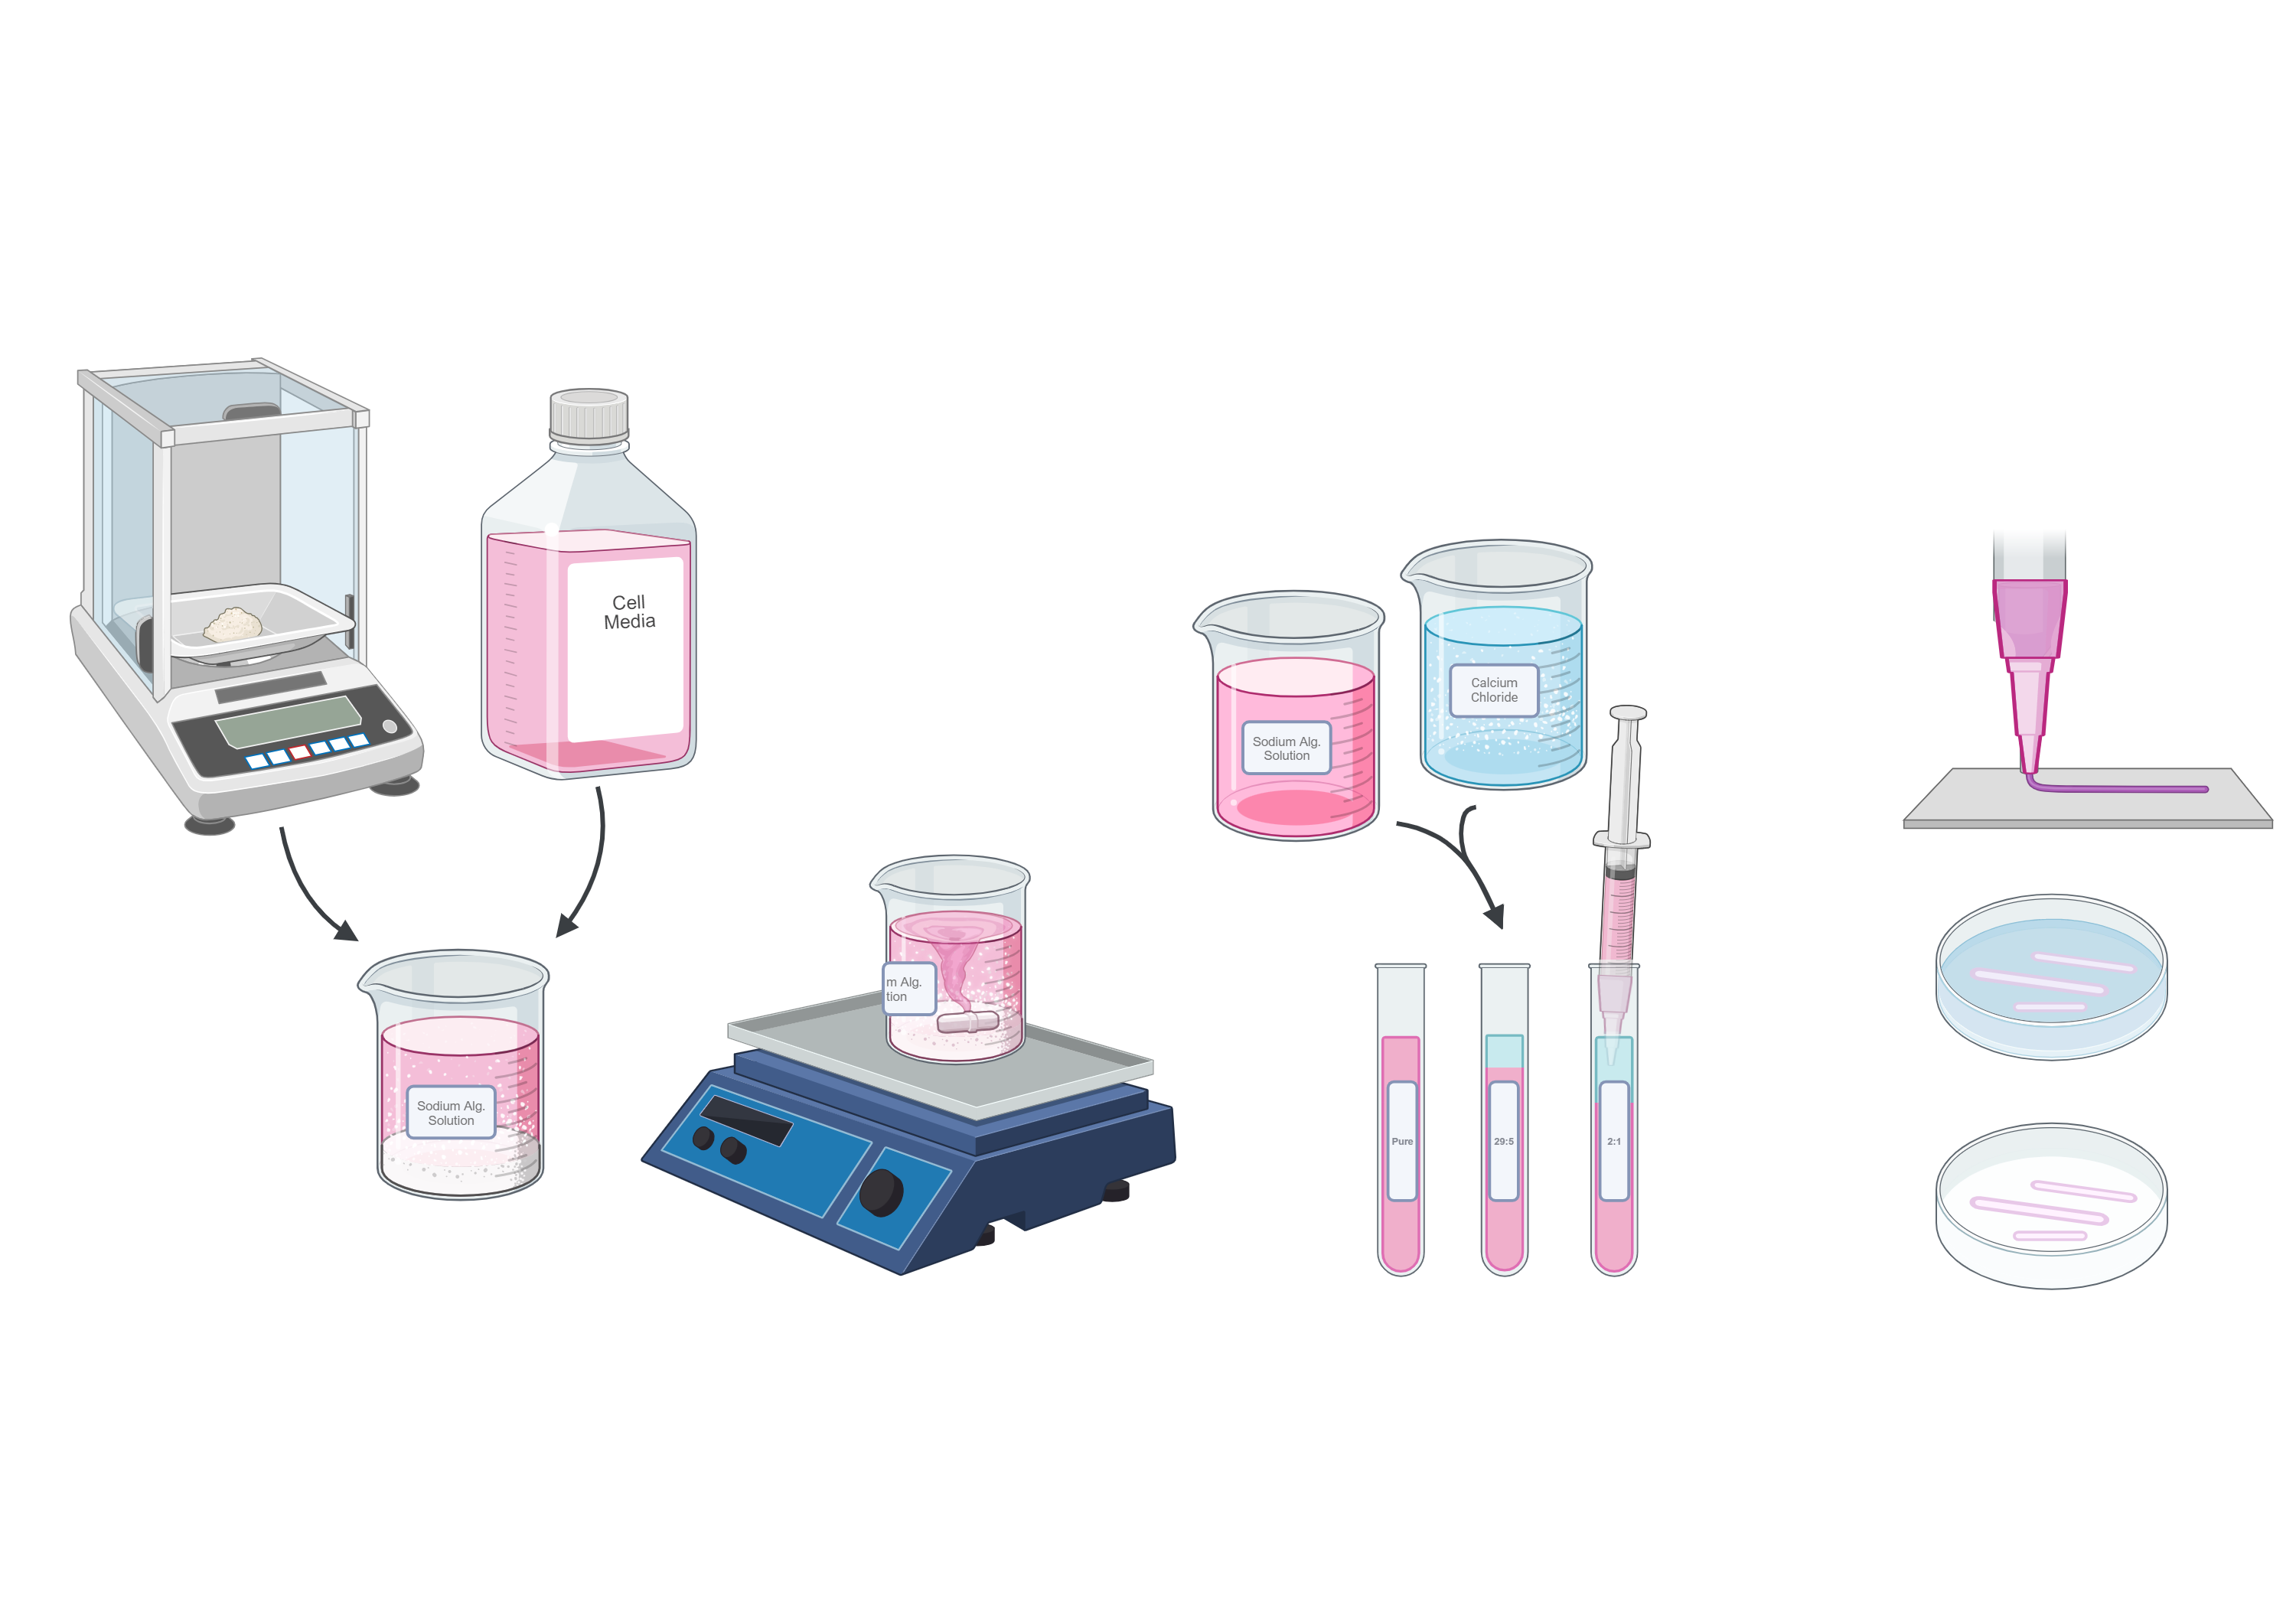 Cell
Media
Sodium Alg.
Solution
m Alg.
tion
Sodium Alg.
Solution
Calcium
Chloride
Pure
29:5
2:1